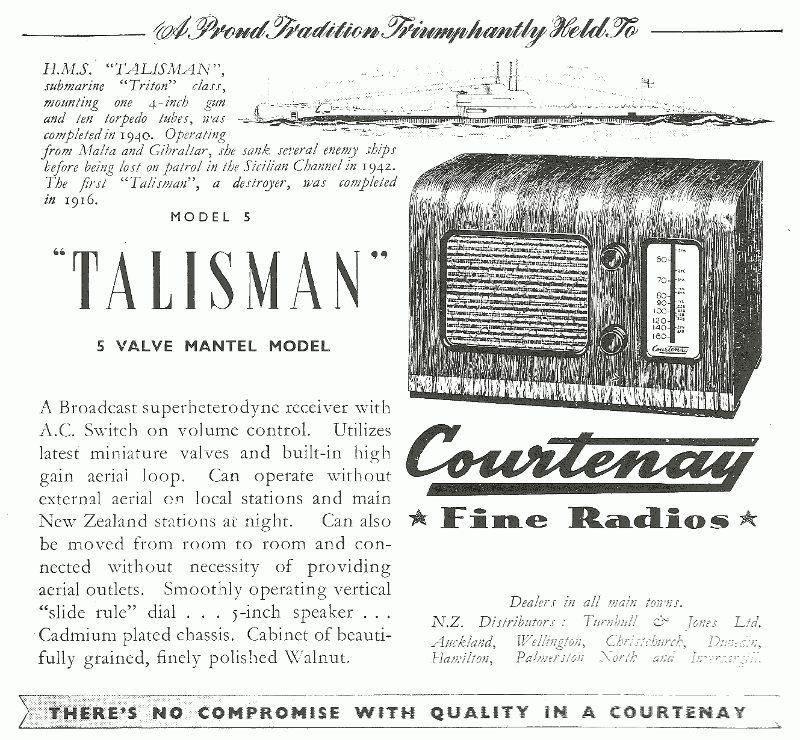 A Proud Tradition Triumphantly Held To
H.M.S. "TALISMAN",
submarine "Triton" class,
mounting one 4-inch gun
and ten torpedo tubes, was
completed in 1940. Operating
from Malta and Gibraltar, she sank several enemy ships
before being lost on patrol in the Sicilian Channel in 1942.
The first "Talisman", a destroyer, was completed
in 1916.
MODEL 5
"TALISMAN"
5 VALVE MANTEL MODEL
A Broadcast superheterodyne receiver with
A.C. Switch on volume control. Utilizes
latest miniature valves and built-in high
gain aerial loop. Can operate without
external aerial on local stations and main
New Zealand stations at night. Can also
be moved from room to room and con-
nected without necessity of providing
aerial outlets. Smoothly operating vertical
"slide rule" dial . . . 5-inch speaker . . .
Cadmium plated chassis. Cabinet of beauti-
fully grained, finely polished Walnut.
60
70
80
90
100
120
140
160
Courtenay
Courtenay
★ Fine Radios ★
Dealers in all main towns.
N.Z. Distributors : Turnbull & Jones Ltd.
Auckland, Wellington, Christchurch, Dunedin,
Hamilton, Palmerston North and Invercargill.
THERE'S NO COMPROMISE WITH QUALITY IN A COURTENAY